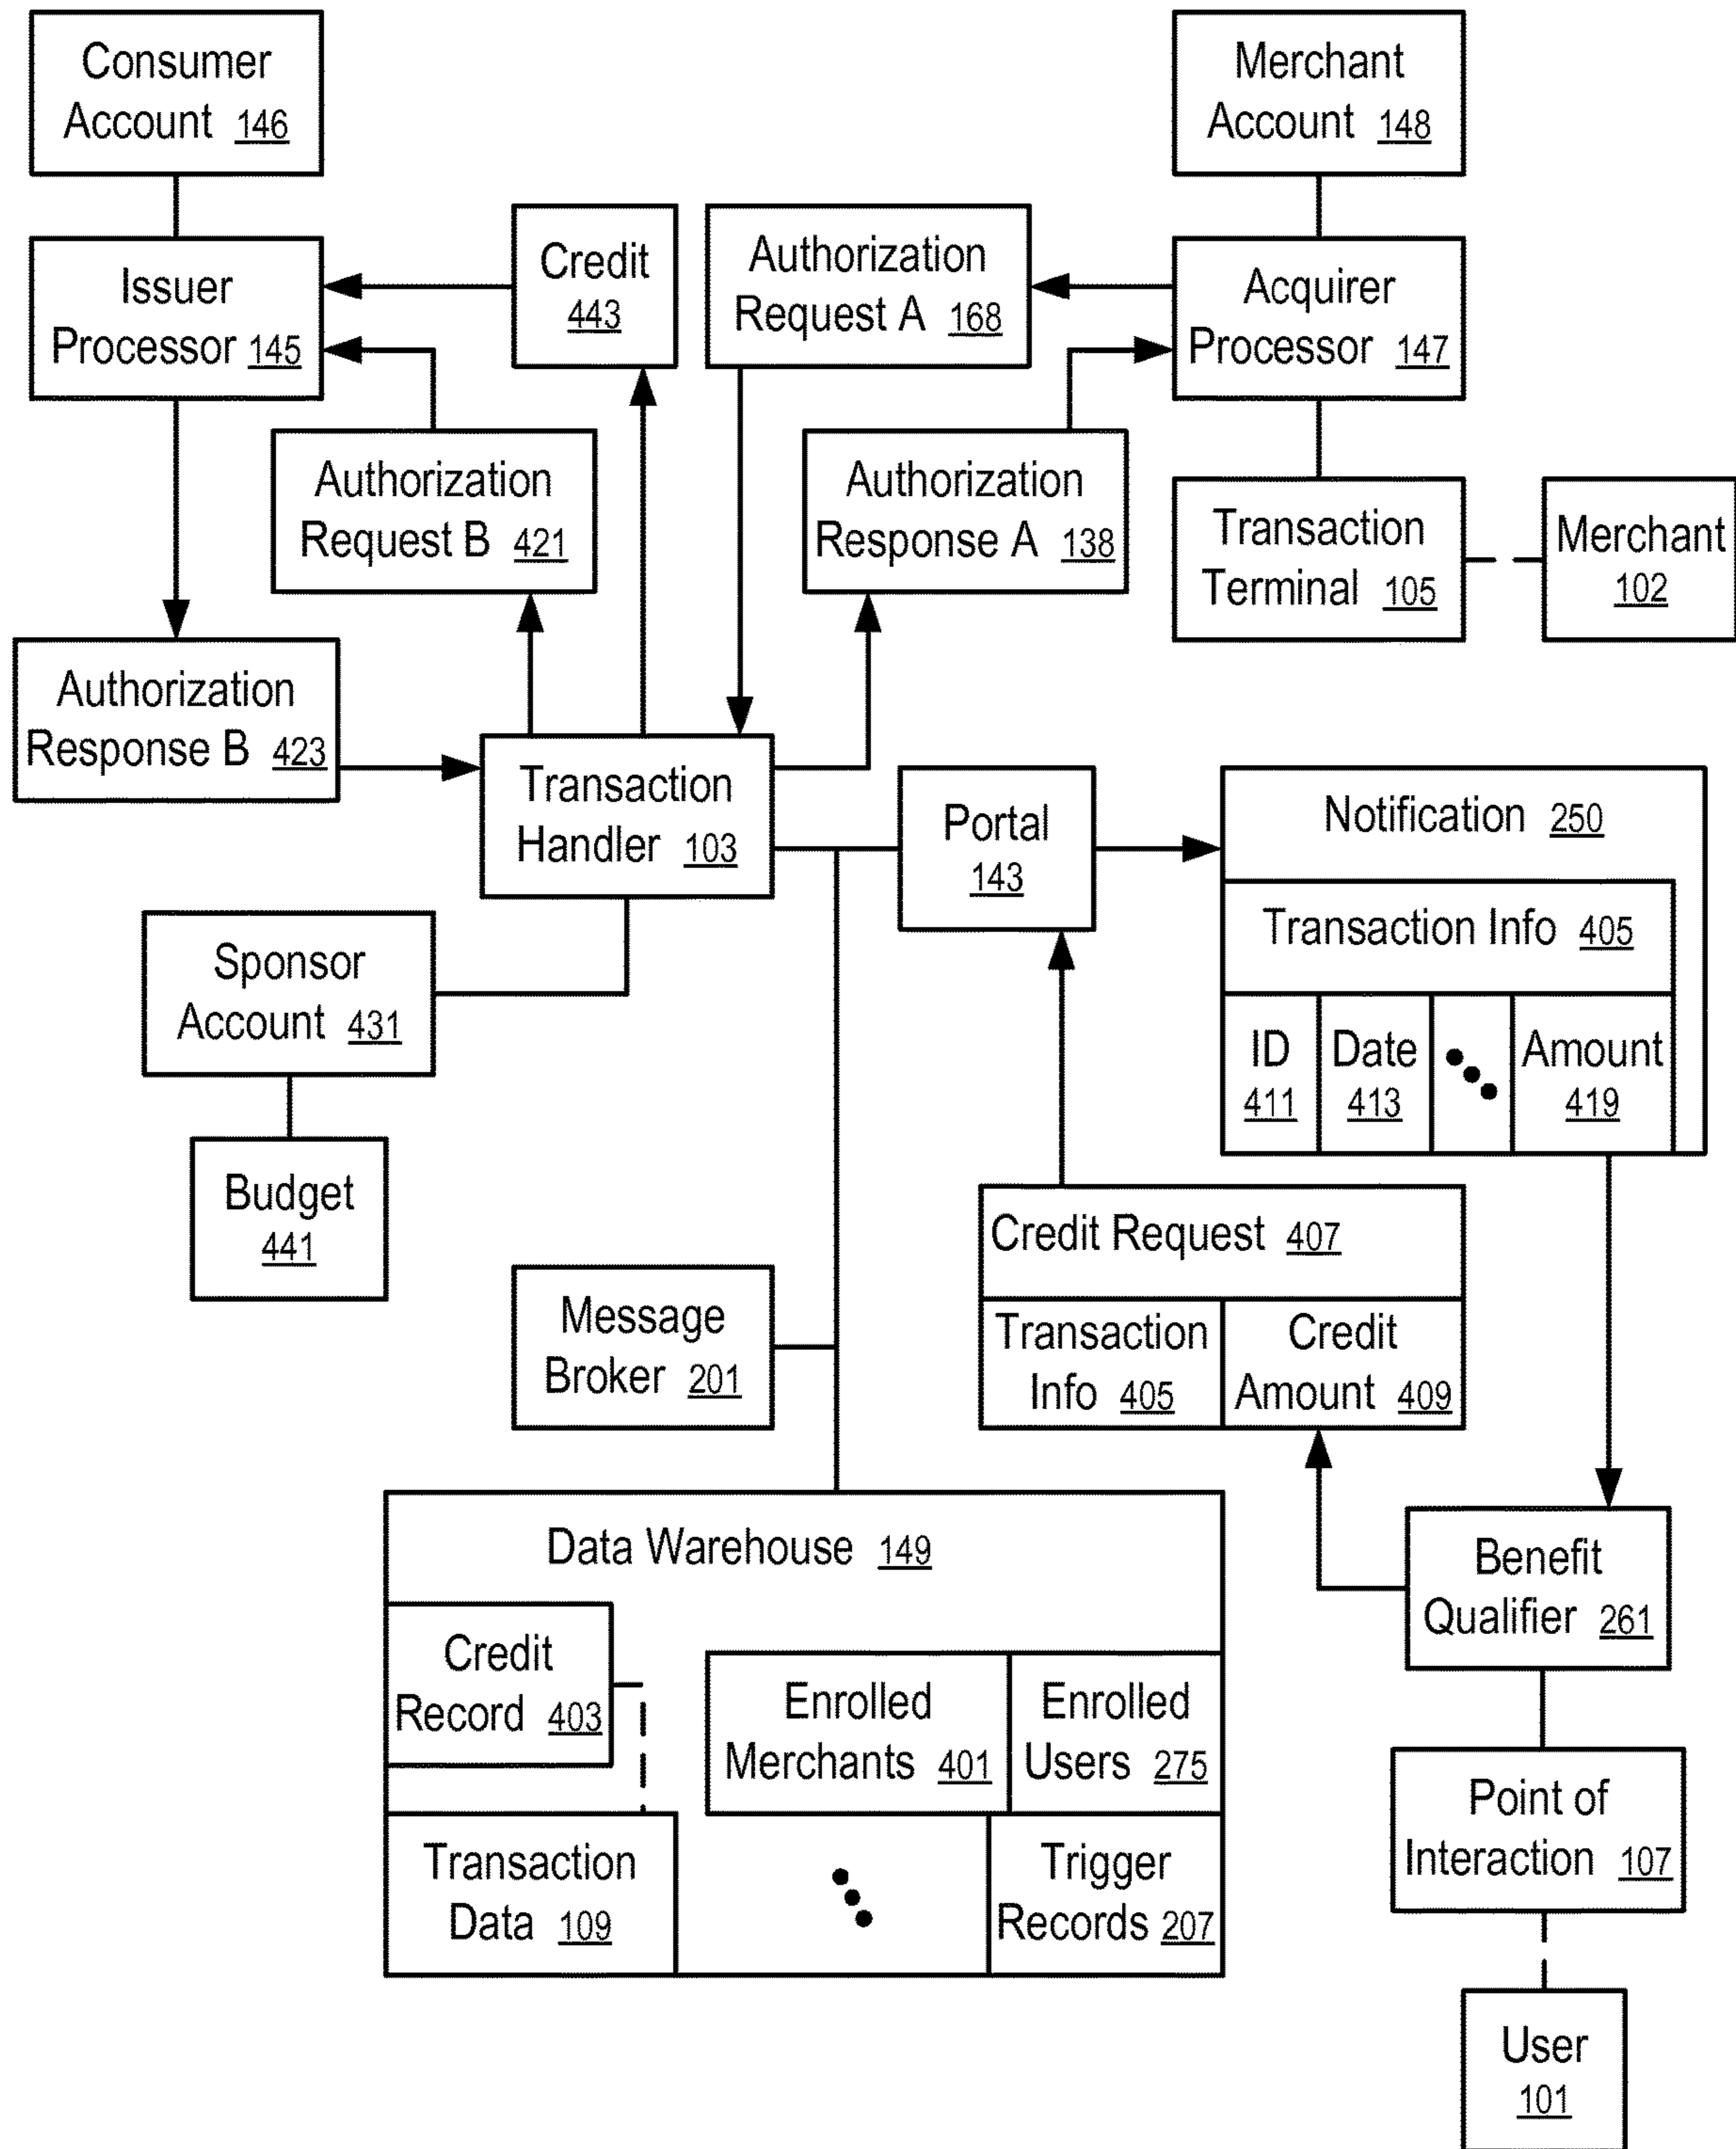 Consumer
Account 146
Merchant
Account 148
Issuer
Processor 145
Credit
443
Authorization
Request A 168
Acquirer
Processor 147
Authorization
Request B 421
Authorization
Response A 138
Transaction
Terminal 105
Merchant
102
Authorization
Response B 423
Transaction
Handler 103
Portal
143
Notification 250
Transaction Info 405
ID
411
Date
413
Amount
419
Sponsor
Account 431
Budget
441
Credit Request 407
Transaction
Info 405
Credit
Amount 409
Message
Broker 201
Data Warehouse 149
Credit
Record 403
Enrolled
Merchants 401
Enrolled
Users 275
Transaction
Data 109
Trigger
Records 207
Benefit
Qualifier 261
Point of
Interaction 107
User
101